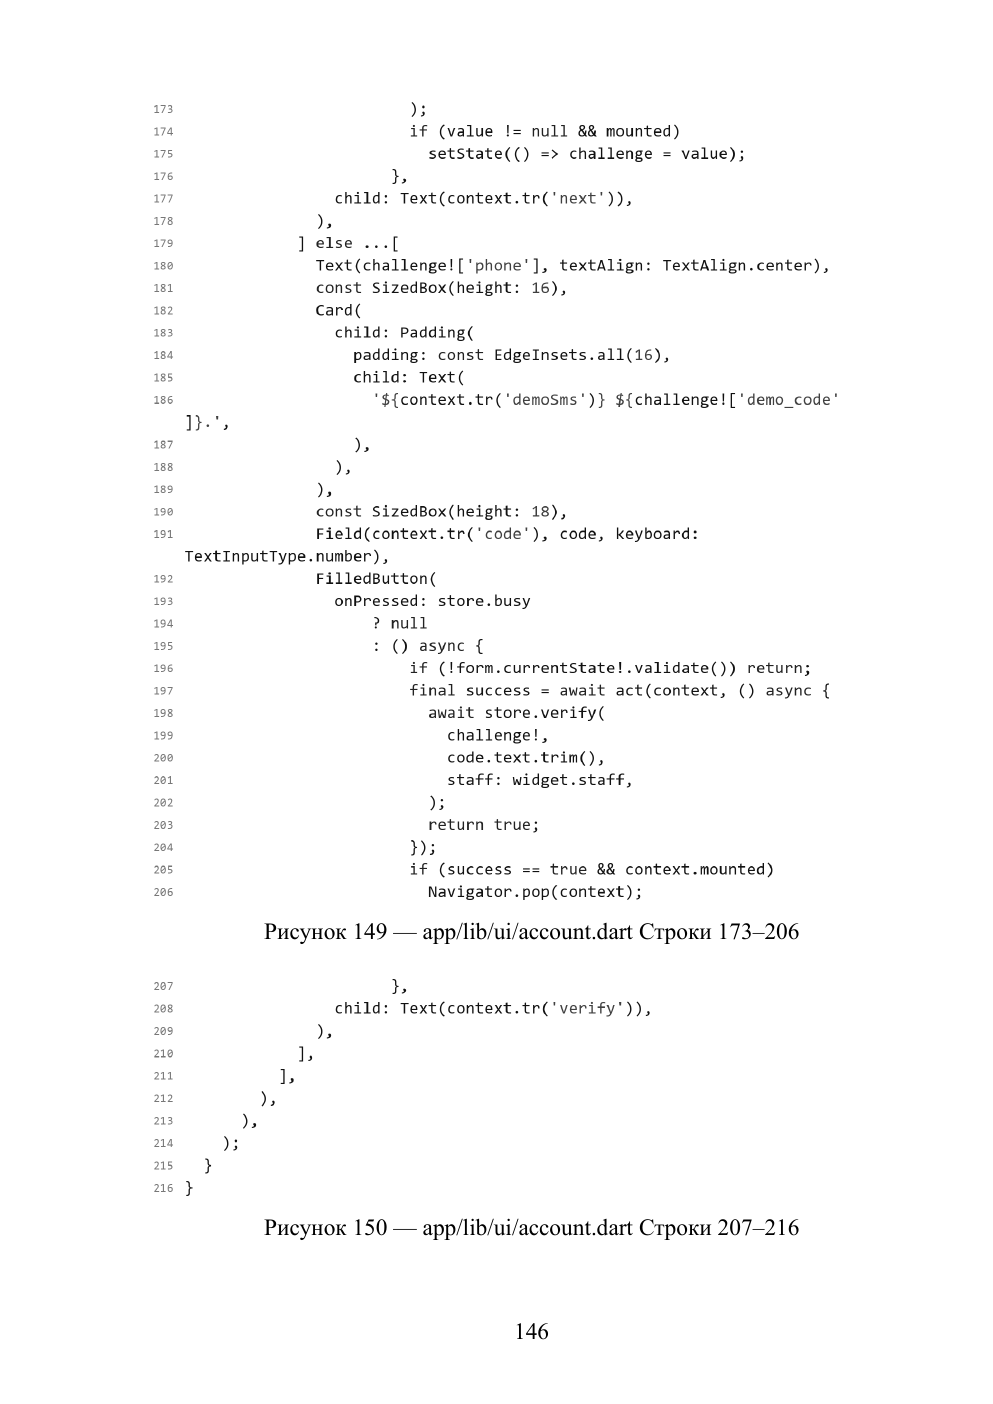 173                         );
174                         if (value != null && mounted)
175                           setState(() => challenge = value);
176                       },
177                 child: Text(context.tr('next')),
178               ),
179             ] else ...[
180               Text(challenge!['phone'], textAlign: TextAlign.center),
181               const SizedBox(height: 16),
182               Card(
183                 child: Padding(
184                   padding: const EdgeInsets.all(16),
185                   child: Text(
186                     '${context.tr('demoSms')} ${challenge!['demo_code'
]}.',
187                   ),
188                 ),
189               ),
190               const SizedBox(height: 18),
191               Field(context.tr('code'), code, keyboard:
TextInputType.number),
192               FilledButton(
193                 onPressed: store.busy
194                     ? null
195                     : () async {
196                         if (!form.currentState!.validate()) return;
197                         final success = await act(context, () async {
198                           await store.verify(
199                             challenge!,
200                             code.text.trim(),
201                             staff: widget.staff,
202                           );
203                           return true;
204                         });
205                         if (success == true && context.mounted)
206                           Navigator.pop(context);
Рисунок 149 — app/lib/ui/account.dart Строки 173–206
207                       },
208                 child: Text(context.tr('verify')),
209               ),
210             ],
211           ],
212         ),
213       ),
214     );
215   }
216 }
Рисунок 150 — app/lib/ui/account.dart Строки 207–216
146